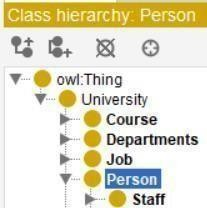 Class hierarchy: Person
owl:Thing
University
Course
Departments
Job
Person
Staff